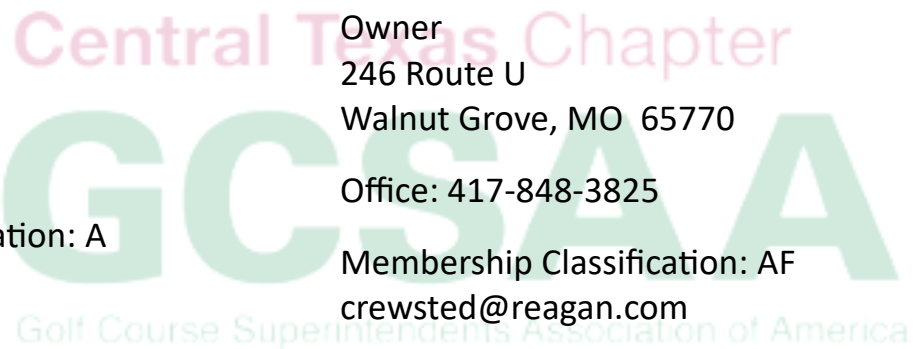 Central Texas Chapter
GCSAA
Golf Course Superintendents Association of America
ation: A
Owner
246 Route U
Walnut Grove, MO 65770
Office: 417-848-3825
Membership Classification: AF
crewsted@reagan.com